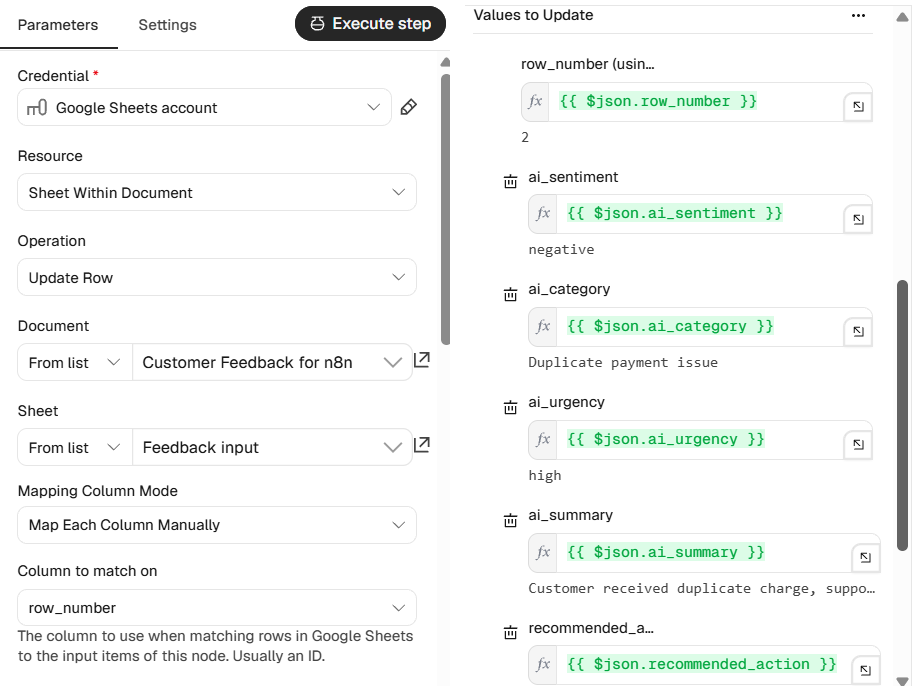 Parameters
Settings
Execute step
Credential *
Google Sheets account
Resource
Sheet Within Document
Operation
Update Row
Document
From list
Customer Feedback for n8n
Sheet
From list
Feedback input
Mapping Column Mode
Map Each Column Manually
Column to match on
row_number
The column to use when matching rows in Google Sheets
to the input items of this node. Usually an ID.
Values to Update
row_number (usin...
fx {{ $json.row_number }}
2
ai_sentiment
fx {{ $json.ai_sentiment }}
negative
ai_category
fx {{ $json.ai_category }}
Duplicate payment issue
ai_urgency
fx {{ $json.ai_urgency }}
high
ai_summary
fx {{ $json.ai_summary }}
Customer received duplicate charge, suppo...
recommended_a...
fx {{ $json.recommended_action }}